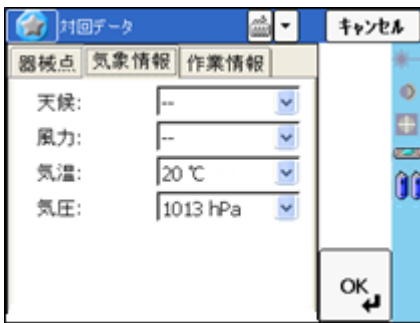 対回データ キャンセル
器械点 気象情報 作業情報
天候: --
風力: --
気温: 20 ℃
気圧: 1013 hPa
OK